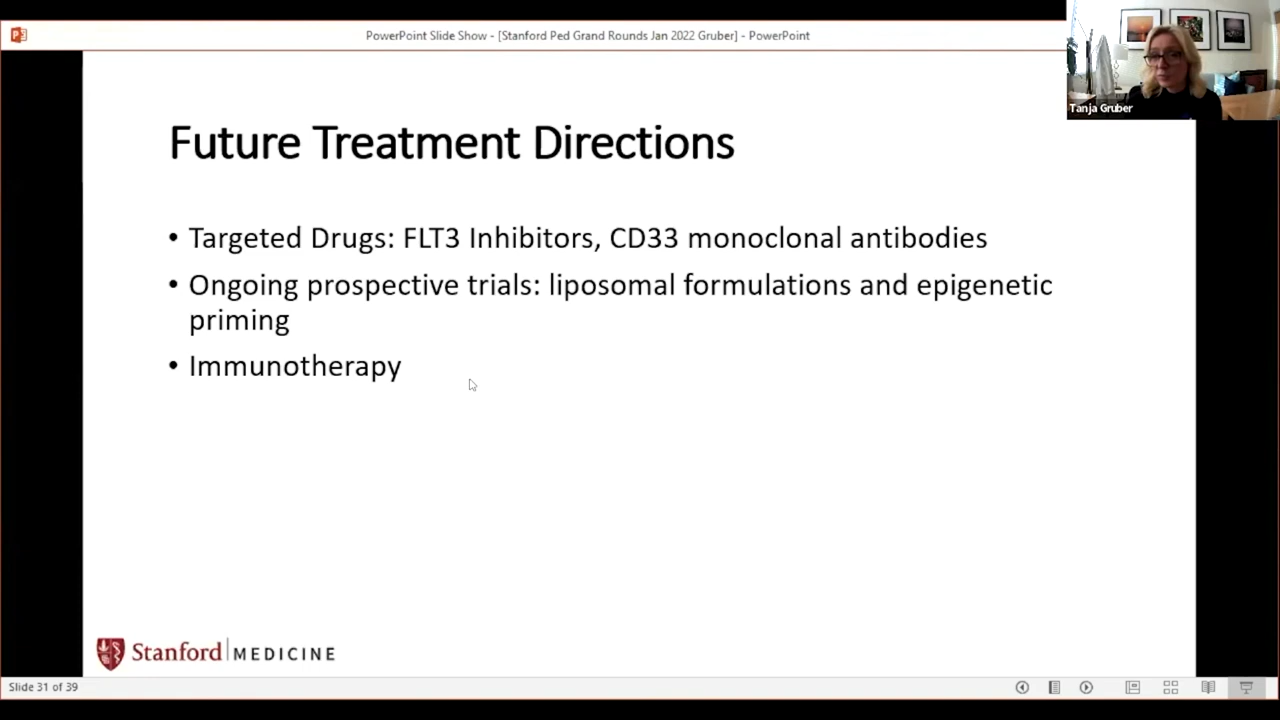 PowerPoint Slide Show - [Stanford Ped Grand Rounds Jan 2022 Gruber] - PowerPoint
Tanja Gruber
Future Treatment Directions
• Targeted Drugs: FLT3 Inhibitors, CD33 monoclonal antibodies
• Ongoing prospective trials: liposomal formulations and epigenetic
priming
• Immunotherapy
Stanford MEDICINE
Slide 31 of 39